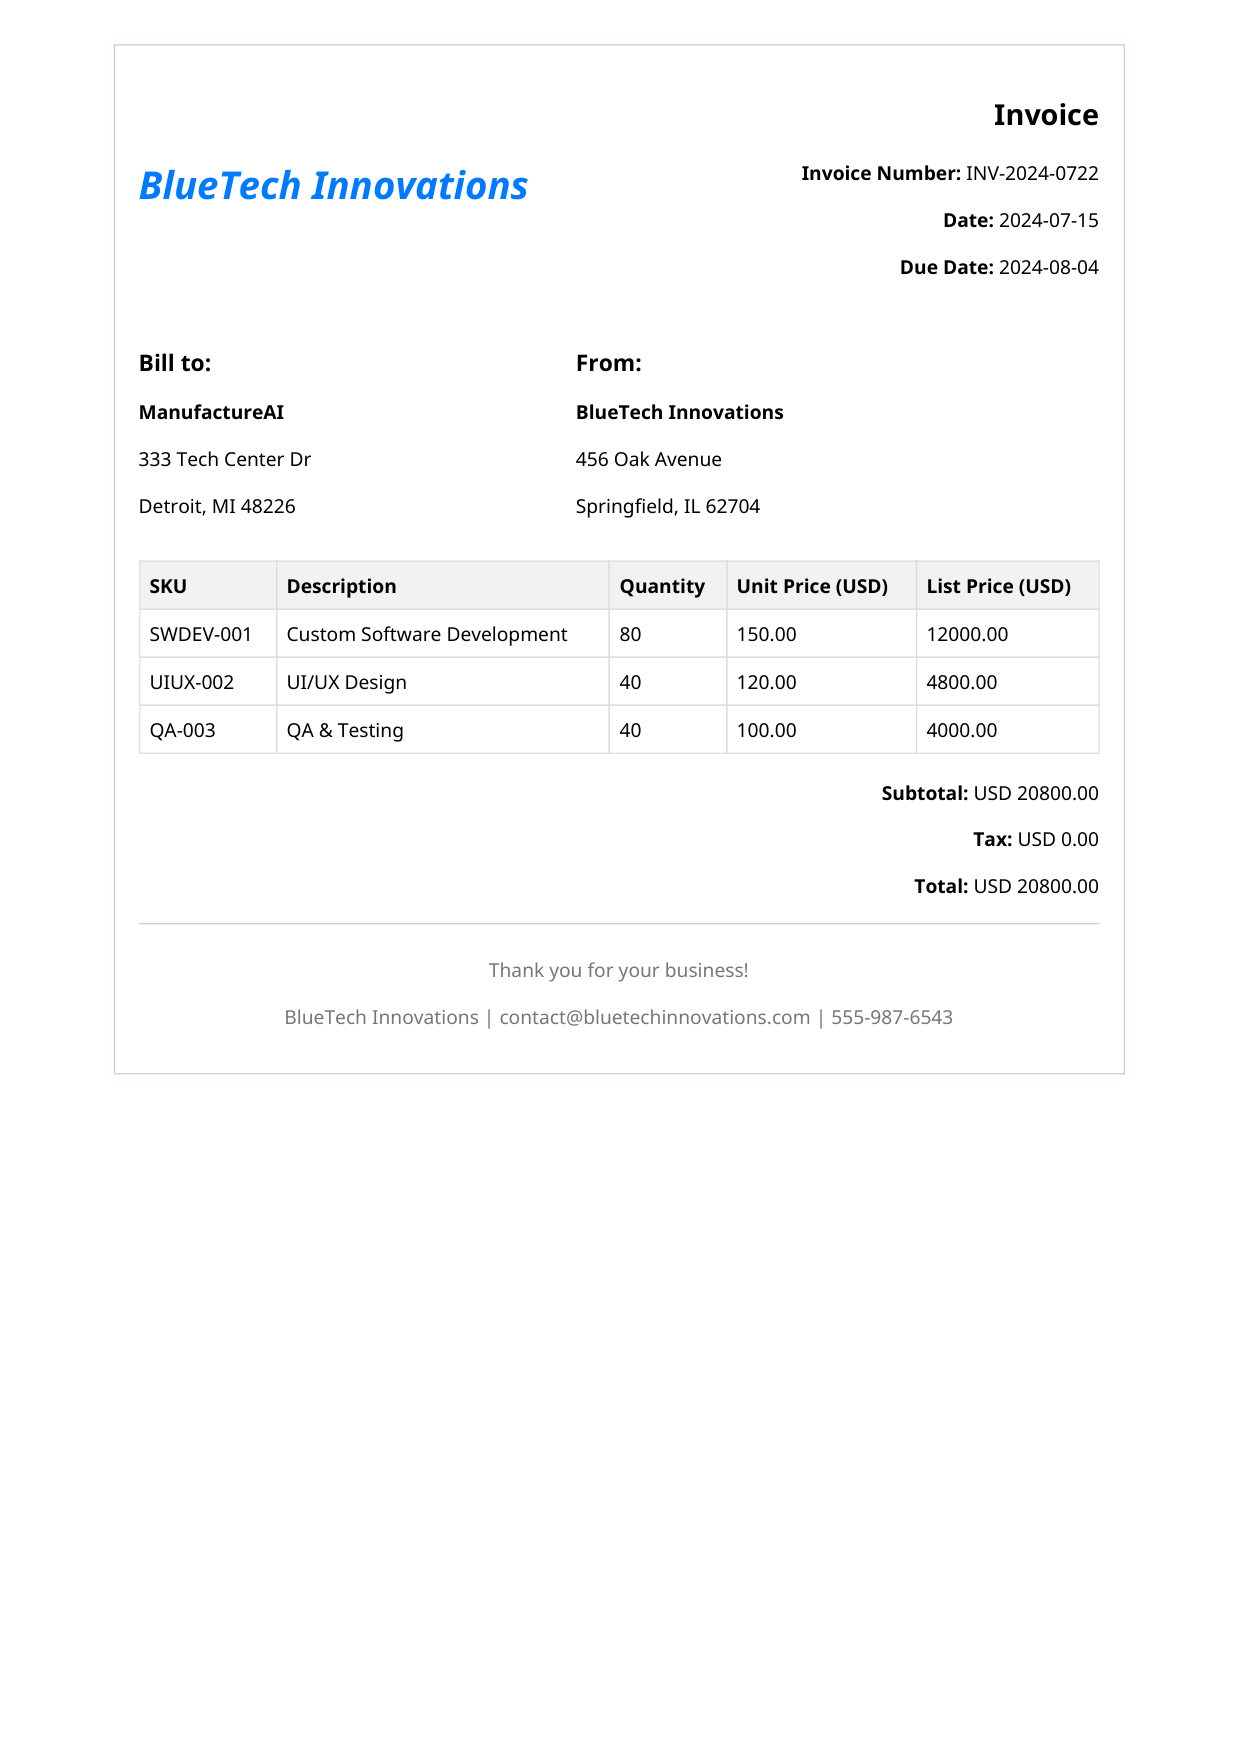 Invoice
BlueTech Innovations
Invoice Number: INV-2024-0722
Date: 2024-07-15
Due Date: 2024-08-04
Bill to:
ManufactureAI
333 Tech Center Dr
Detroit, MI 48226
From:
BlueTech Innovations
456 Oak Avenue
Springfield, IL 62704
SKU Description Quantity Unit Price (USD) List Price (USD)
SWDEV-001 Custom Software Development 80 150.00 12000.00
UIUX-002 UI/UX Design 40 120.00 4800.00
QA-003 QA & Testing 40 100.00 4000.00
Subtotal: USD 20800.00
Tax: USD 0.00
Total: USD 20800.00
Thank you for your business!
BlueTech Innovations | contact@bluetechinnovations.com | 555-987-6543